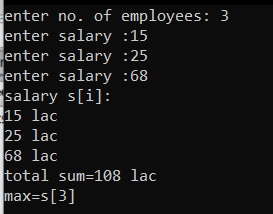 enter no. of employees: 3
enter salary :15
enter salary :25
enter salary :68
salary s[i]:
15 lac
25 lac
68 lac
total sum=108 lac
max=s[3]